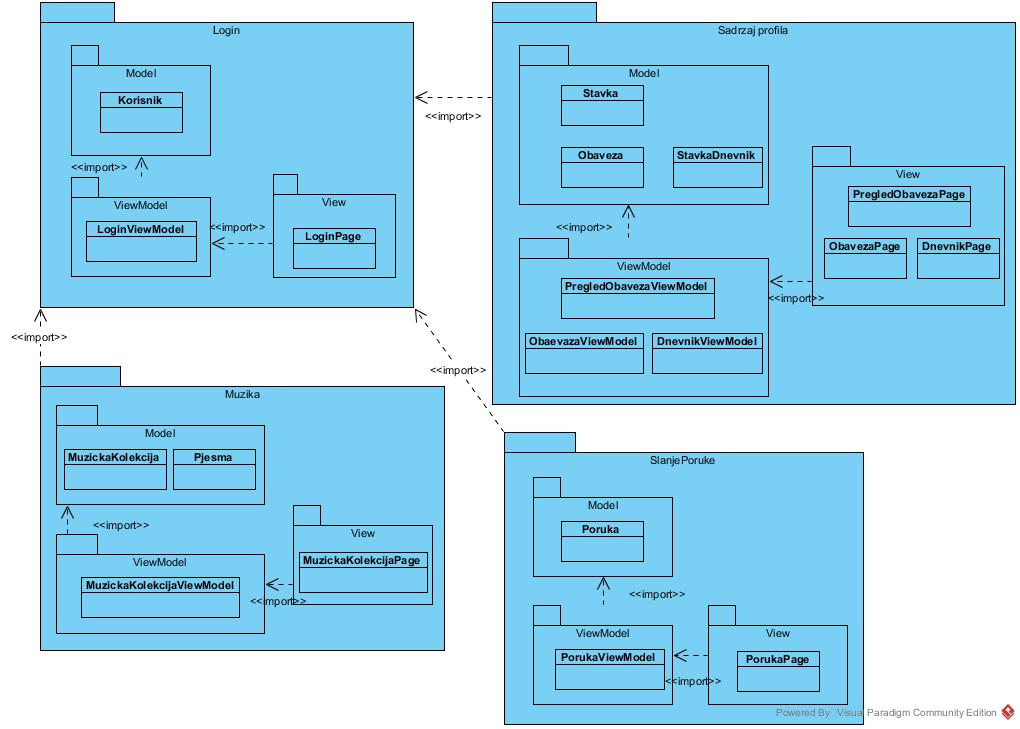 Login
Model
Korisnik
<<import>>
ViewModel
LoginViewModel
<<import>>
View
LoginPage
<<import>>
Sadrzaj profila
Model
Stavka
Obaveza
StavkaDnevnik
<<import>>
ViewModel
PregledObavezaViewModel
ObaevazaViewModel
DnevnikViewModel
<<import>>
View
PregledObavezaPage
ObavezaPage
DnevnikPage
<<import>>
<<import>>
Muzika
Model
MuzickaKolekcija
Pjesma
<<import>>
ViewModel
MuzickaKolekcijaViewModel
<<import>>
View
MuzickaKolekcijaPage
SlanjePoruke
Model
Poruka
<<import>>
ViewModel
PorukaViewModel
<<import>>
View
PorukaPage
Powered By Visual Paradigm Community Edition